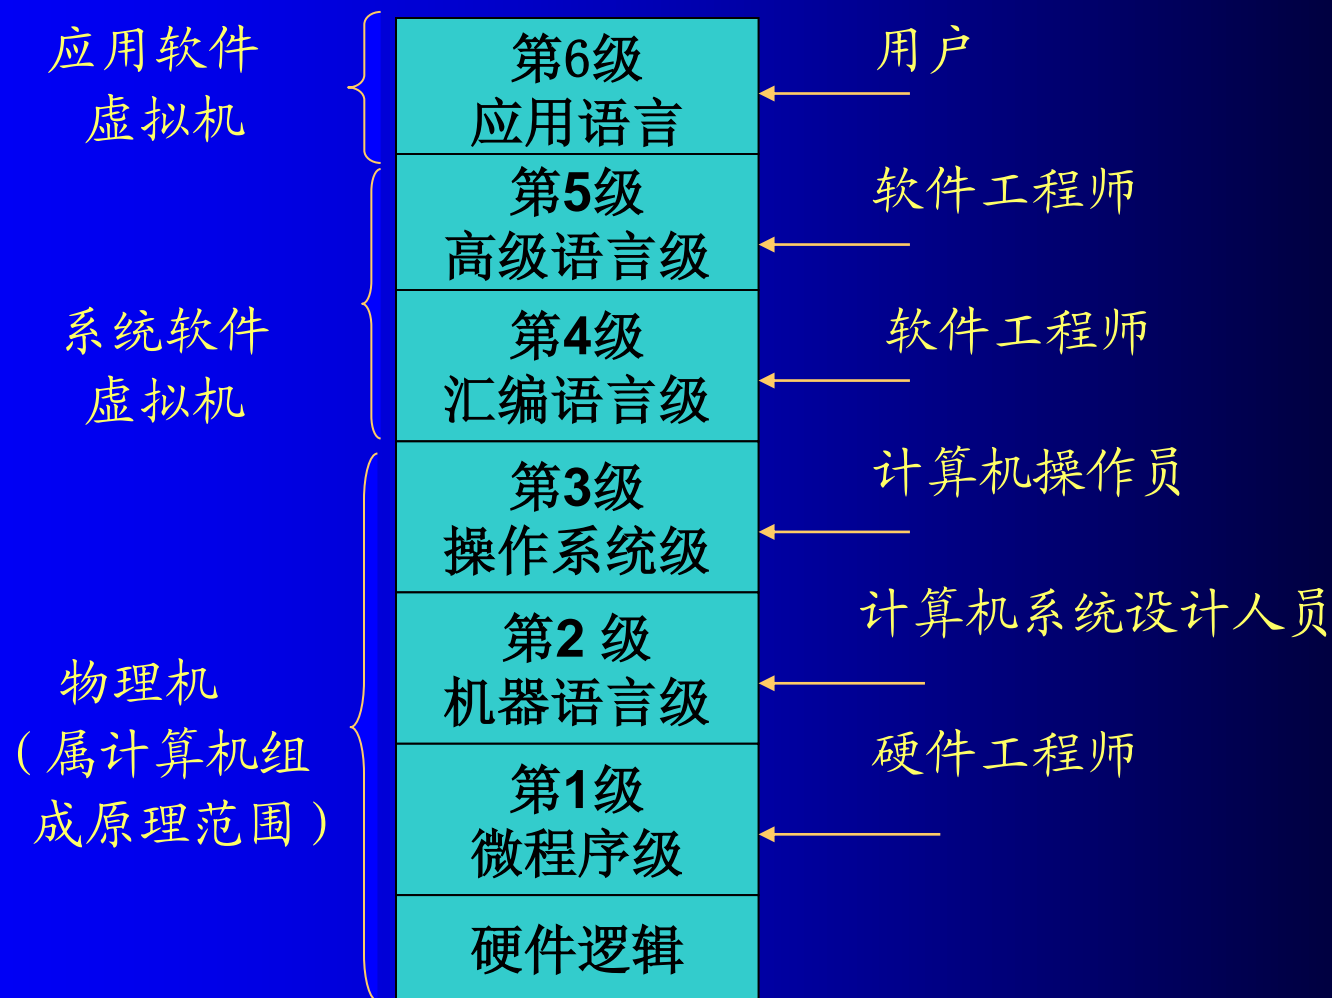 应用软件
虚拟机
第6级
应用语言
用户
第5级
高级语言级
软件工程师
系统软件
虚拟机
第4级
汇编语言级
软件工程师
第3级
操作系统级
计算机操作员
第2 级
机器语言级
计算机系统设计人员
物理机
（属计算机组
成原理范围）
第1级
微程序级
硬件工程师
硬件逻辑